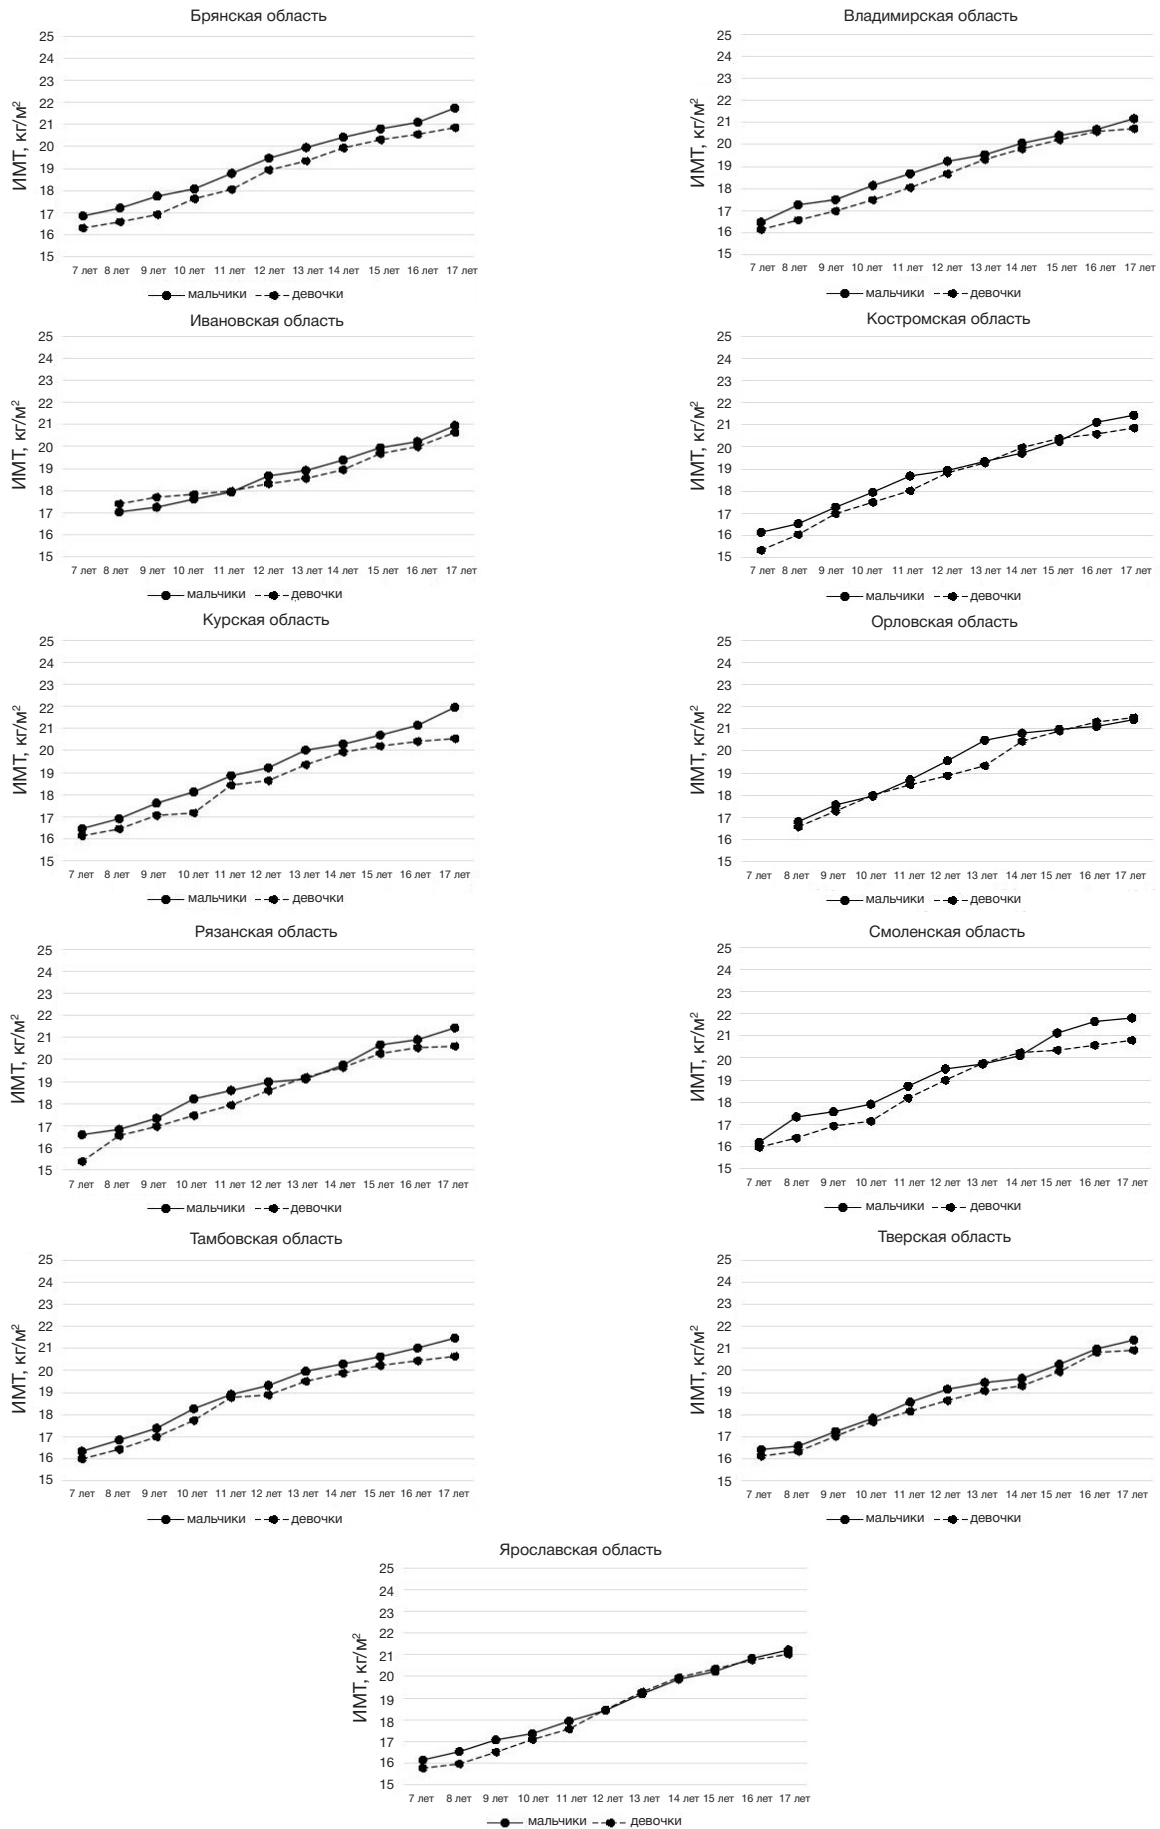 Брянская область
ИМТ, кг/м²
25
24
23
22
21
20
19
18
17
16
15
7 лет 8 лет 9 лет 10 лет 11 лет 12 лет 13 лет 14 лет 15 лет 16 лет 17 лет
мальчики девочки
Владимирская область
ИМТ, кг/м²
25
24
23
22
21
20
19
18
17
16
15
7 лет 8 лет 9 лет 10 лет 11 лет 12 лет 13 лет 14 лет 15 лет 16 лет 17 лет
мальчики девочки
Ивановская область
ИМТ, кг/м²
25
24
23
22
21
20
19
18
17
16
15
7 лет 8 лет 9 лет 10 лет 11 лет 12 лет 13 лет 14 лет 15 лет 16 лет 17 лет
мальчики девочки
Костромская область
ИМТ, кг/м²
25
24
23
22
21
20
19
18
17
16
15
7 лет 8 лет 9 лет 10 лет 11 лет 12 лет 13 лет 14 лет 15 лет 16 лет 17 лет
мальчики девочки
Курская область
ИМТ, кг/м²
25
24
23
22
21
20
19
18
17
16
15
7 лет 8 лет 9 лет 10 лет 11 лет 12 лет 13 лет 14 лет 15 лет 16 лет 17 лет
мальчики девочки
Орловская область
ИМТ, кг/м²
25
24
23
22
21
20
19
18
17
16
15
7 лет 8 лет 9 лет 10 лет 11 лет 12 лет 13 лет 14 лет 15 лет 16 лет 17 лет
мальчики девочки
Рязанская область
ИМТ, кг/м²
25
24
23
22
21
20
19
18
17
16
15
7 лет 8 лет 9 лет 10 лет 11 лет 12 лет 13 лет 14 лет 15 лет 16 лет 17 лет
мальчики девочки
Смоленская область
ИМТ, кг/м²
25
24
23
22
21
20
19
18
17
16
15
7 лет 8 лет 9 лет 10 лет 11 лет 12 лет 13 лет 14 лет 15 лет 16 лет 17 лет
мальчики девочки
Тамбовская область
ИМТ, кг/м²
25
24
23
22
21
20
19
18
17
16
15
7 лет 8 лет 9 лет 10 лет 11 лет 12 лет 13 лет 14 лет 15 лет 16 лет 17 лет
мальчики девочки
Тверская область
ИМТ, кг/м²
25
24
23
22
21
20
19
18
17
16
15
7 лет 8 лет 9 лет 10 лет 11 лет 12 лет 13 лет 14 лет 15 лет 16 лет 17 лет
мальчики девочки
Ярославская область
ИМТ, кг/м²
25
24
23
22
21
20
19
18
17
16
15
7 лет 8 лет 9 лет 10 лет 11 лет 12 лет 13 лет 14 лет 15 лет 16 лет 17 лет
мальчики девочки